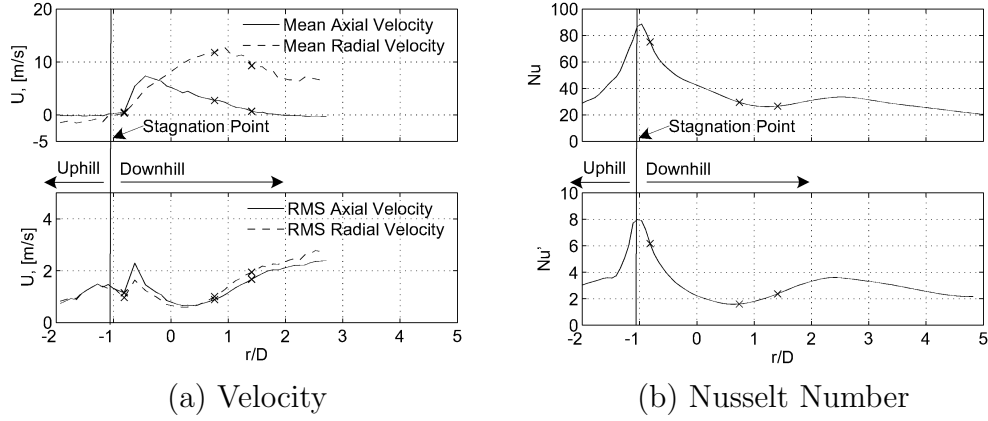 20
10
0
-5
U, [m/s]
Mean Axial Velocity
Mean Radial Velocity
Stagnation Point
Uphill
Downhill
4
2
0
U, [m/s]
RMS Axial Velocity
RMS Radial Velocity
-2 -1 0 1 2 3 4 5
r/D
(a) Velocity
100
80
60
40
20
0
Nu
Stagnation Point
Uphill
Downhill
10
8
6
4
2
0
Nu'
-2 -1 0 1 2 3 4 5
r/D
(b) Nusselt Number